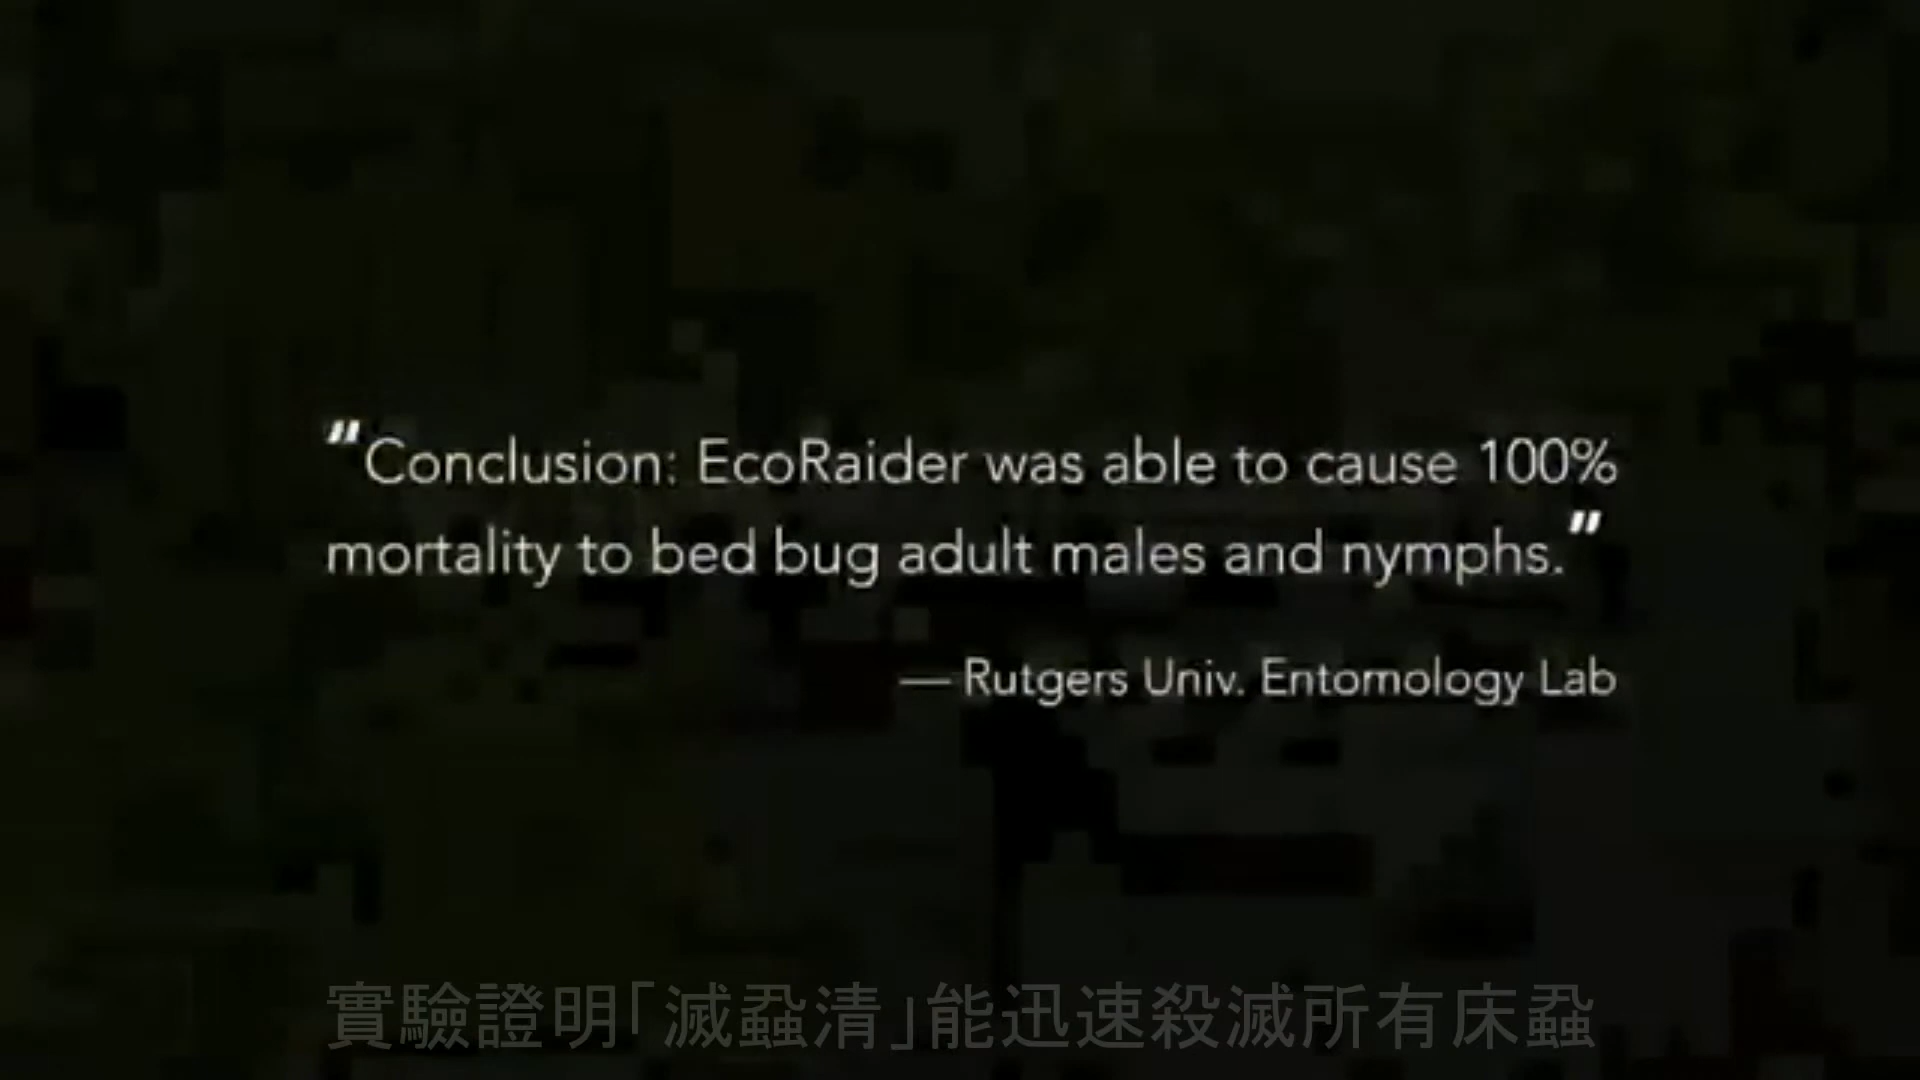 "Conclusion: EcoRaider was able to cause 100%
mortality to bed bug adult males and nymphs."
— Rutgers Univ. Entomology Lab
實驗證明「滅蝨清」能迅速殺滅所有床蝨